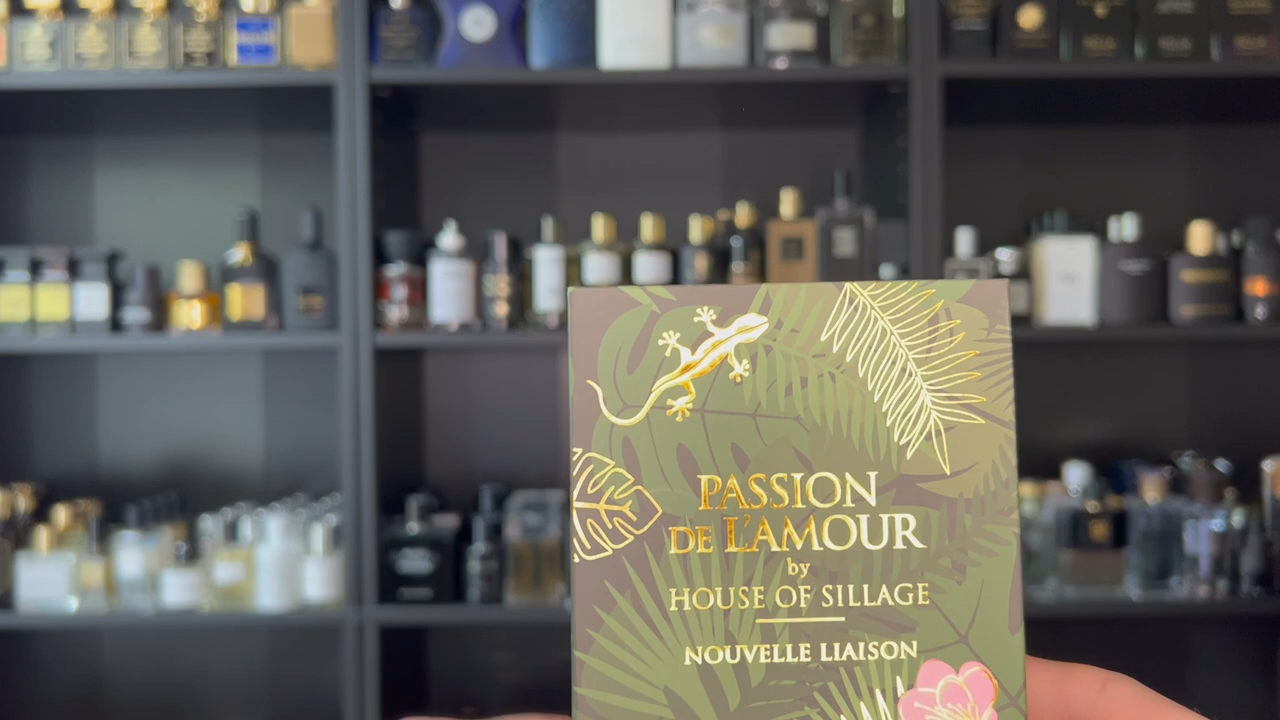 PASSION
DE L'AMOUR
by
HOUSE OF SILLAGE
NOUVELLE LIAISON